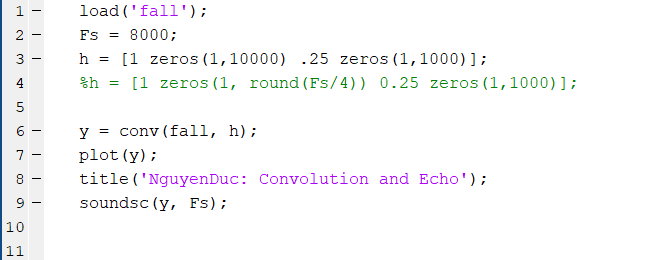 1 – load('fall');
2 – Fs = 8000;
3 – h = [1 zeros(1,10000) .25 zeros(1,1000)];
4 %h = [1 zeros(1, round(Fs/4)) 0.25 zeros(1,1000)];
5
6 – y = conv(fall, h);
7 – plot(y);
8 – title('NguyenDuc: Convolution and Echo');
9 – soundsc(y, Fs);
10
11